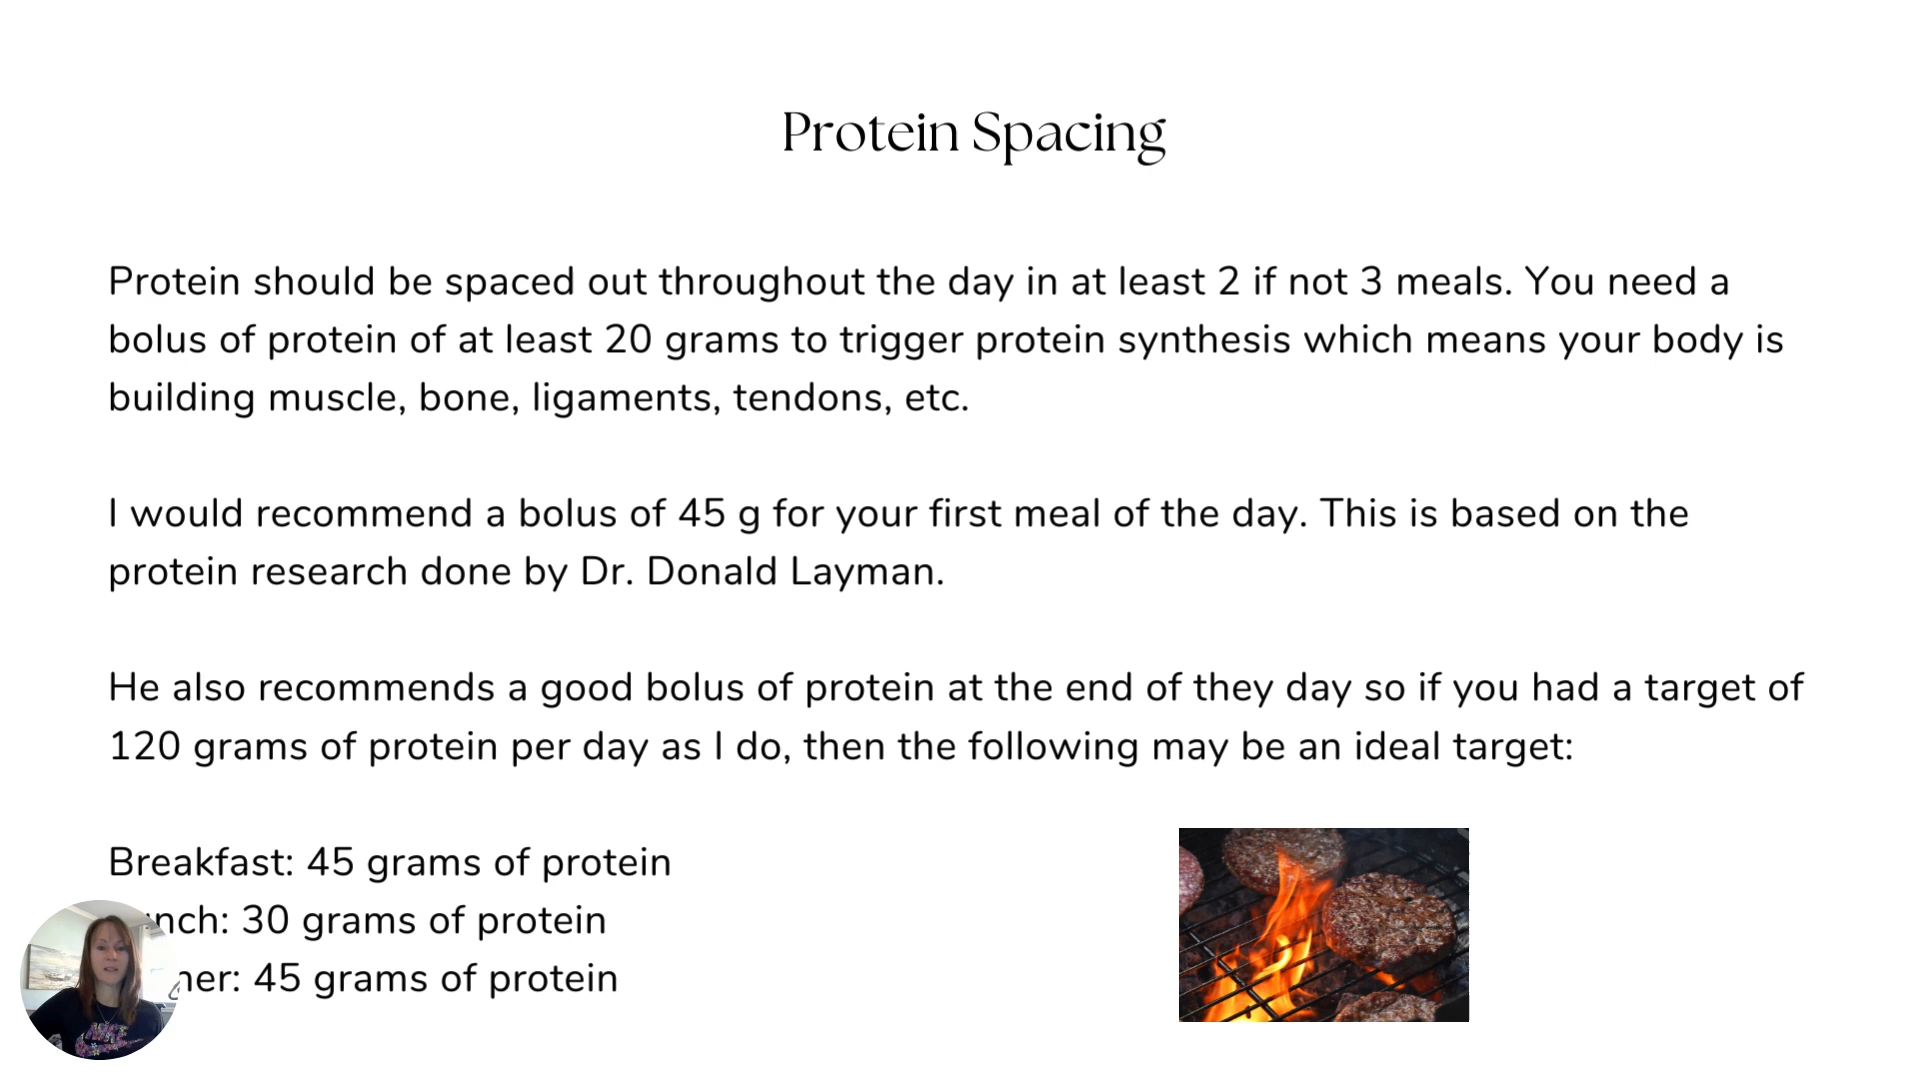 Protein Spacing
Protein should be spaced out throughout the day in at least 2 if not 3 meals. You need a
bolus of protein of at least 20 grams to trigger protein synthesis which means your body is
building muscle, bone, ligaments, tendons, etc.
I would recommend a bolus of 45 g for your first meal of the day. This is based on the
protein research done by Dr. Donald Layman.
He also recommends a good bolus of protein at the end of they day so if you had a target of
120 grams of protein per day as I do, then the following may be an ideal target:
Breakfast: 45 grams of protein
nch: 30 grams of protein
ner: 45 grams of protein